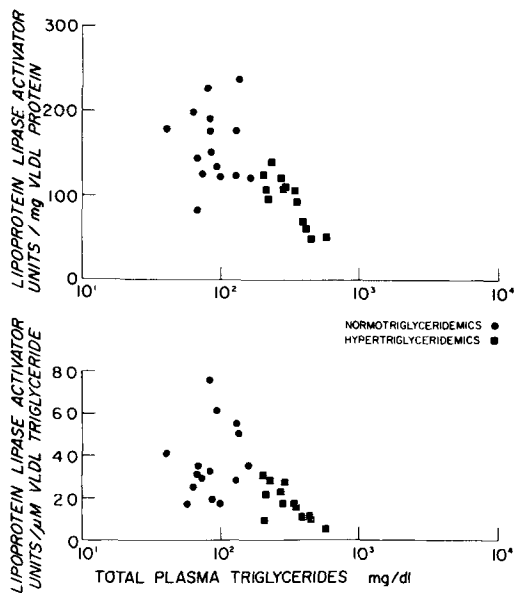 LIPOPROTEIN LIPASE ACTIVATOR
UNITS / mg VLDL PROTEIN
300
200
100
0
10¹
10²
10³
10⁴
NORMOTRIGLYCERIDEMICS ●
HYPERTRIGLYCERIDEMICS ■
LIPOPROTEIN LIPASE ACTIVATOR
UNITS/µM VLDL TRIGLYCERIDE
80
60
40
20
0
10¹
10²
10³
10⁴
TOTAL PLASMA TRIGLYCERIDES mg/dl